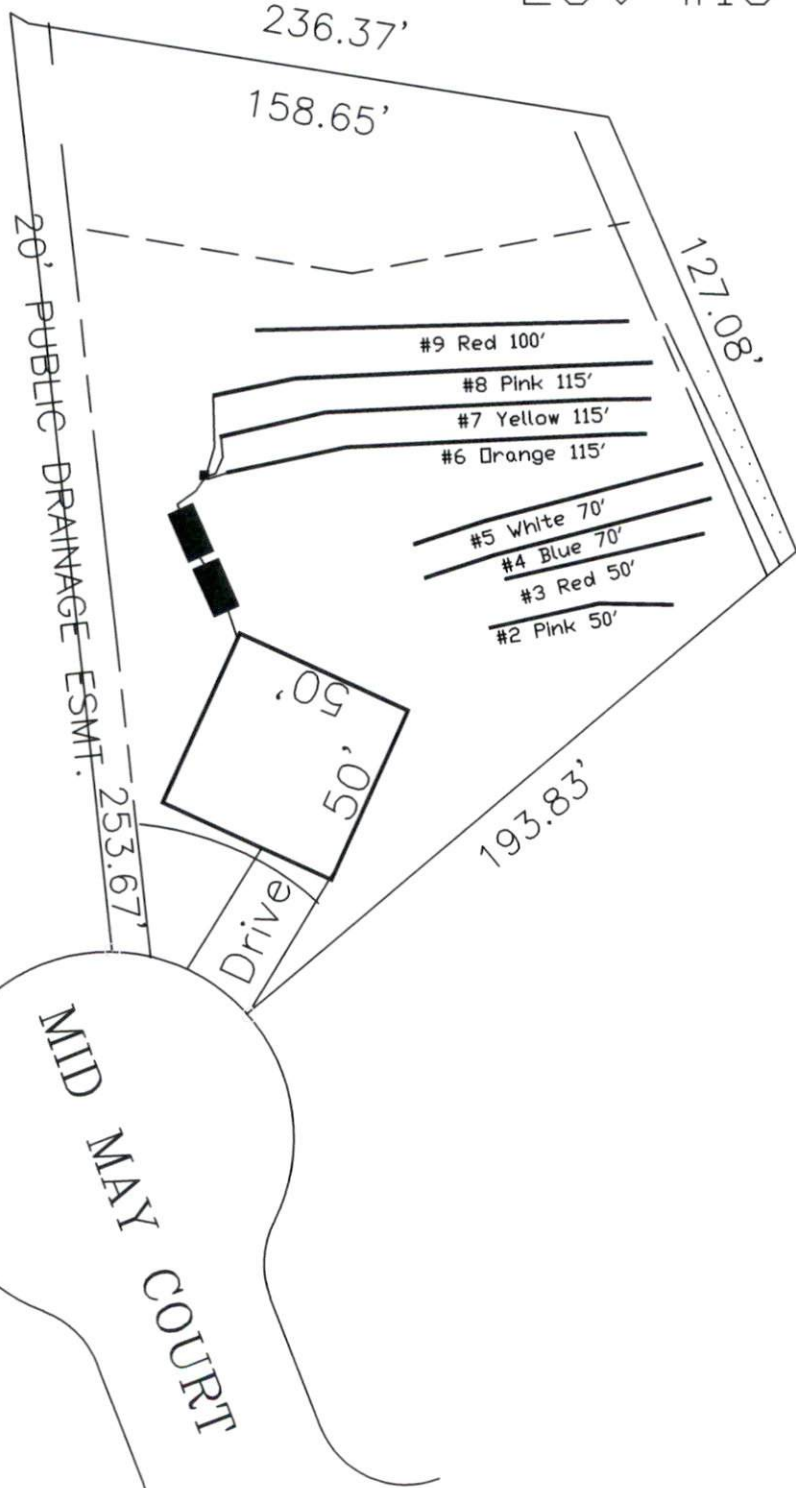 236.37'
158.65'
127.08'
20' PUBLIC DRAINAGE ESMT.
#9 Red 100'
#8 Pink 115'
#7 Yellow 115'
#6 Orange 115'
#5 White 70'
#4 Blue 70'
#3 Red 50'
#2 Pink 50'
50'
50'
253.67'
193.83'
Drive
MID MAY COURT